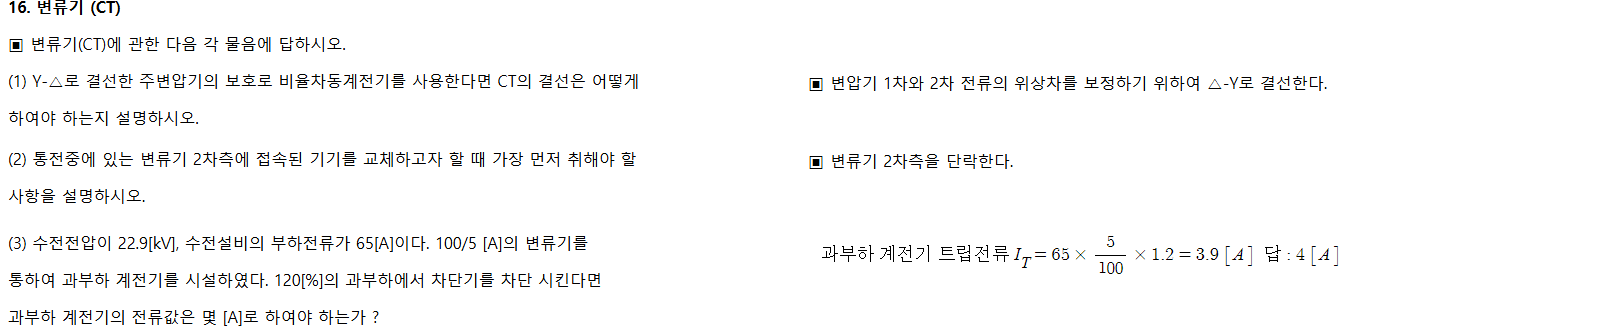 16. 변류기 (CT)
▣ 변류기(CT)에 관한 다음 각 물음에 답하시오.
(1) Y-△로 결선한 주변압기의 보호로 비율차동계전기를 사용한다면 CT의 결선은 어떻게
하여야 하는지 설명하시오.
▣ 변압기 1차와 2차 전류의 위상차를 보정하기 위하여 △-Y로 결선한다.
(2) 통전중에 있는 변류기 2차측에 접속된 기기를 교체하고자 할 때 가장 먼저 취해야 할
사항을 설명하시오.
▣ 변류기 2차측을 단락한다.
(3) 수전전압이 22.9[kV], 수전설비의 부하전류가 65[A]이다. 100/5 [A]의 변류기를
통하여 과부하 계전기를 시설하였다. 120[%]의 과부하에서 차단기를 차단 시킨다면
과부하 계전기의 전류값은 몇 [A]로 하여야 하는가 ?
과부하 계전기 트립전류 I_T = 65 × 5/100 × 1.2 = 3.9 [A] 답 : 4 [A]